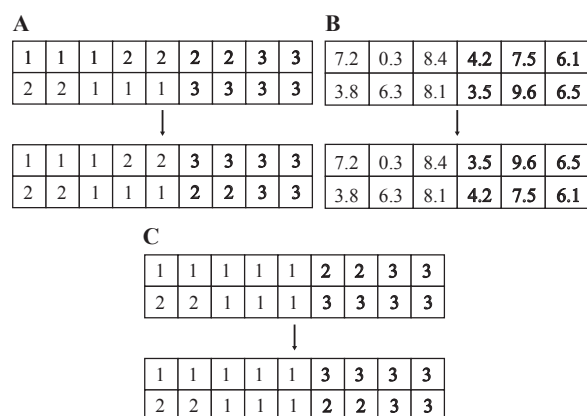 A
1 1 1 2 2 2 2 3 3
2 2 1 1 1 3 3 3 3
1 1 1 2 2 3 3 3 3
2 2 1 1 1 2 2 3 3
B
7.2 0.3 8.4 4.2 7.5 6.1
3.8 6.3 8.1 3.5 9.6 6.5
7.2 0.3 8.4 3.5 9.6 6.5
3.8 6.3 8.1 4.2 7.5 6.1
C
1 1 1 1 1 2 2 3 3
2 2 1 1 1 3 3 3 3
1 1 1 1 1 3 3 3 3
2 2 1 1 1 2 2 3 3